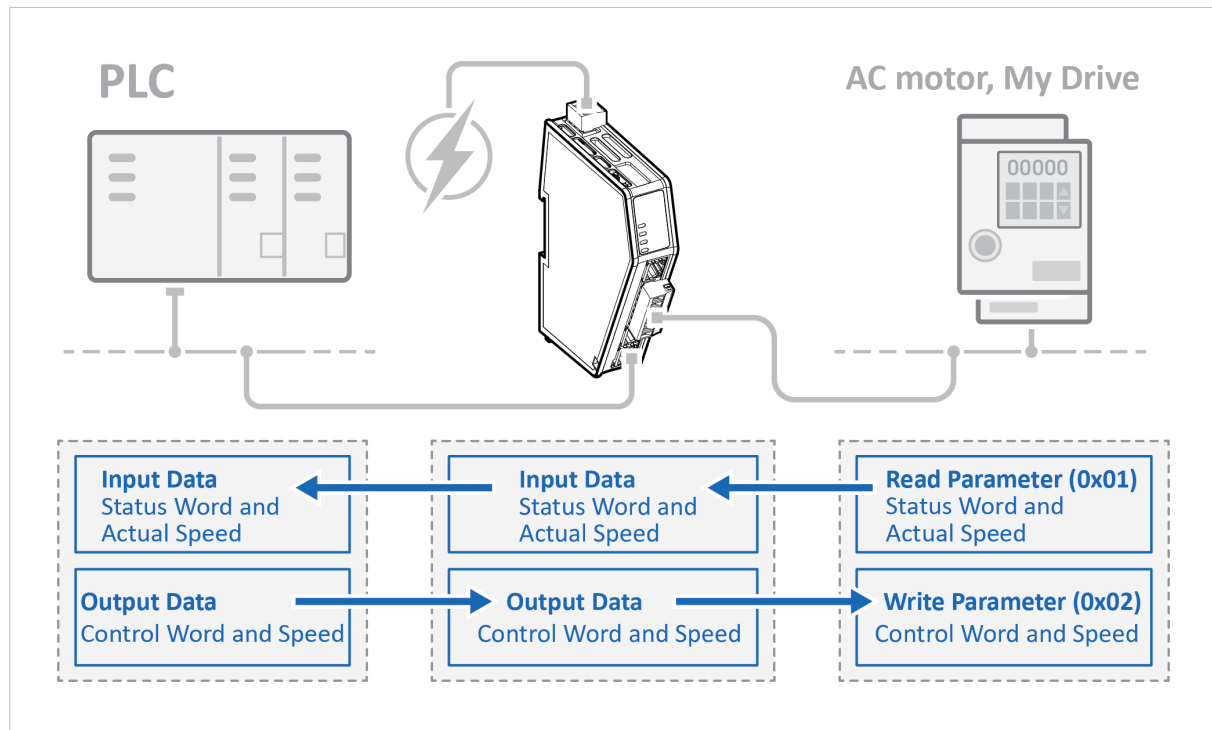 PLC
AC motor, My Drive
00000
Input Data
Status Word and
Actual Speed
Input Data
Status Word and
Actual Speed
Read Parameter (0x01)
Status Word and
Actual Speed
Output Data
Control Word and Speed
Output Data
Control Word and Speed
Write Parameter (0x02)
Control Word and Speed